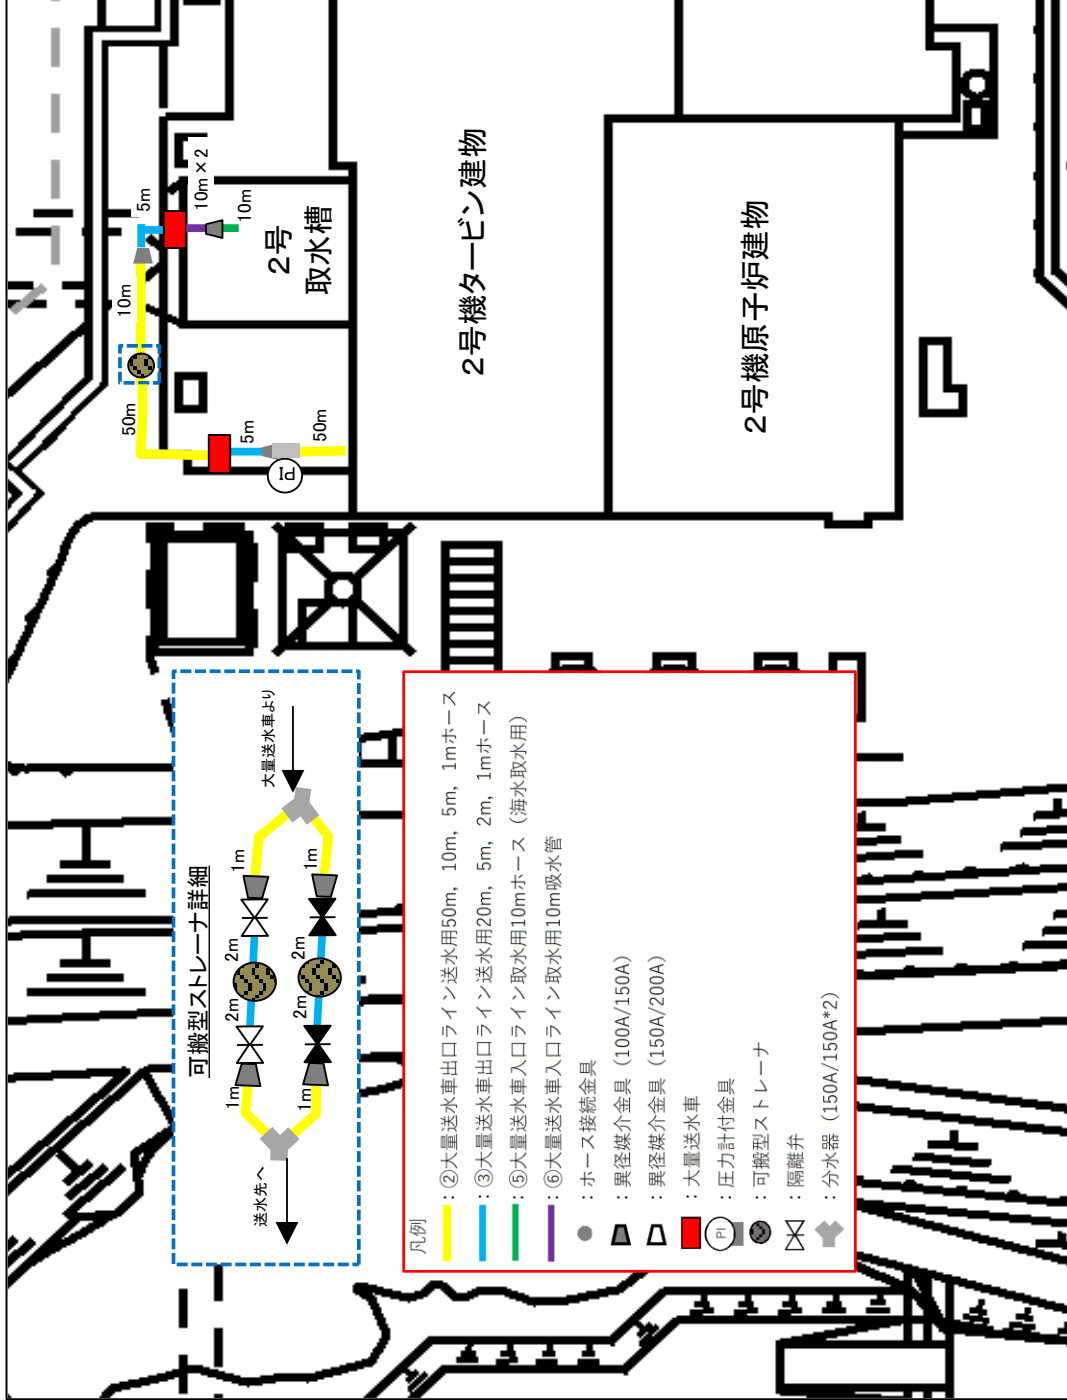 可搬型ストレーナ詳細
送水先へ
大量送水車より
1m
2m
2m
1m
1m
2m
2m
1m
凡例
：②大量送水車出口ライン送水用50m，10m，5m，1mホース
：③大量送水車出口ライン送水用20m，5m，2m，1mホース
：⑤大量送水車入口ライン取水用10mホース（海水取水用）
：⑥大量送水車入口ライン取水用10m吸水管
：ホース接続金具
：異径媒介金具（100A/150A）
：異径媒介金具（150A/200A）
：大量送水車
PI
：圧力計付金具
：可搬型ストレーナ
：隔離弁
：分水器（150A/150A*2）
50m
10m
5m
10m×2
10m
5m
50m
PI
2号
取水槽
2号機タービン建物
2号機原子炉建物